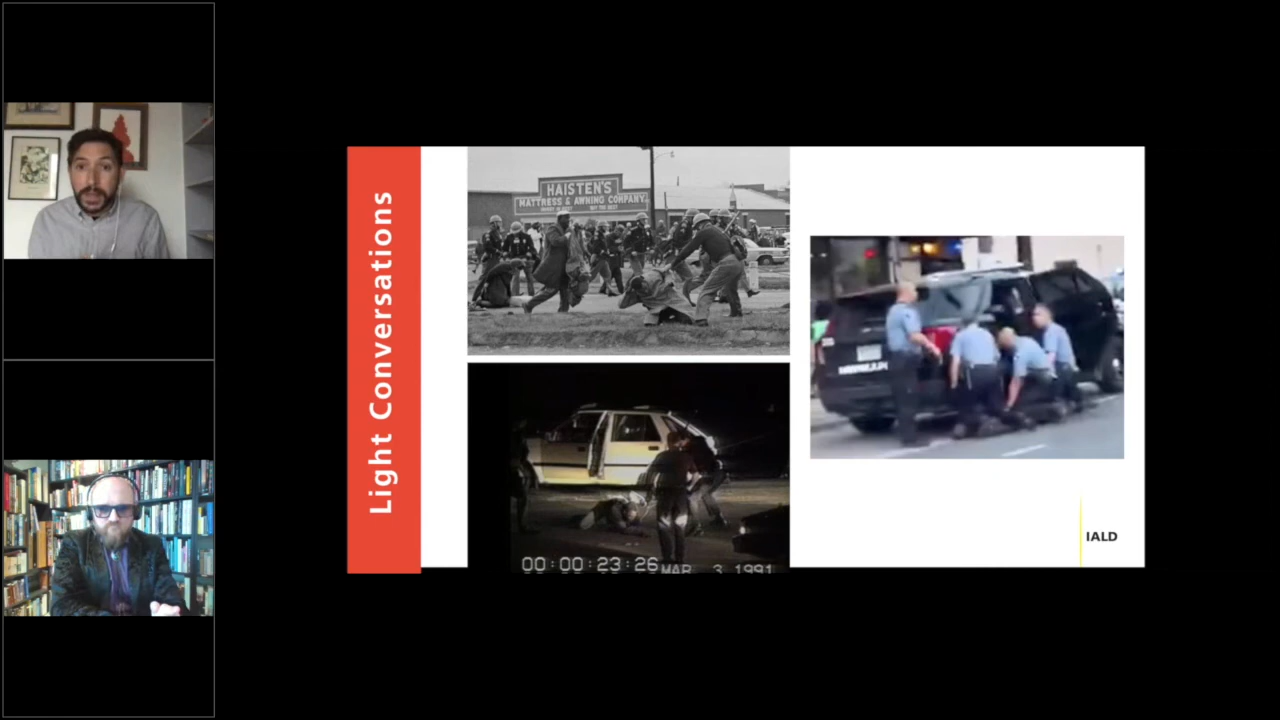 Light Conversations
HAISTEN'S
MATTRESS & AWNING COMPANY
00:00:23:26
MAR 3 1991
IALD